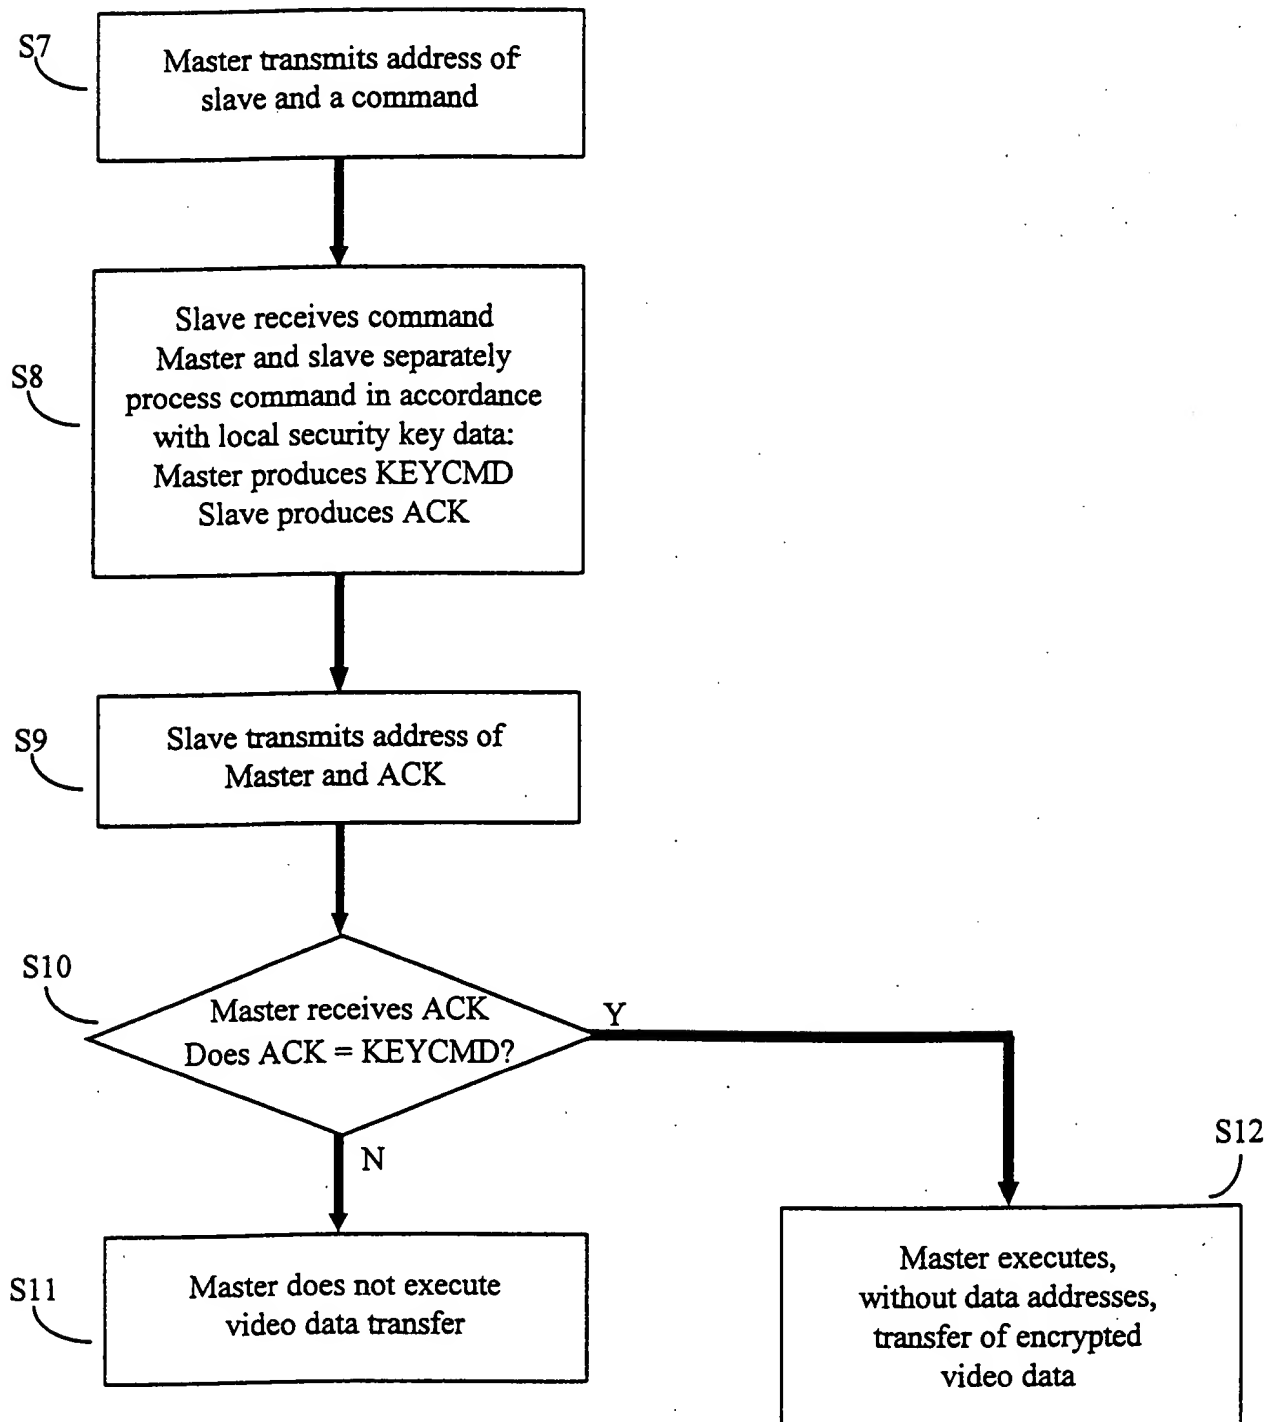 S7
Master transmits address of
slave and a command
S8
Slave receives command
Master and slave separately
process command in accordance
with local security key data:
Master produces KEYCMD
Slave produces ACK
S9
Slave transmits address of
Master and ACK
S10
Master receives ACK
Does ACK = KEYCMD?
Y
N
S11
Master does not execute
video data transfer
S12
Master executes,
without data addresses,
transfer of encrypted
video data